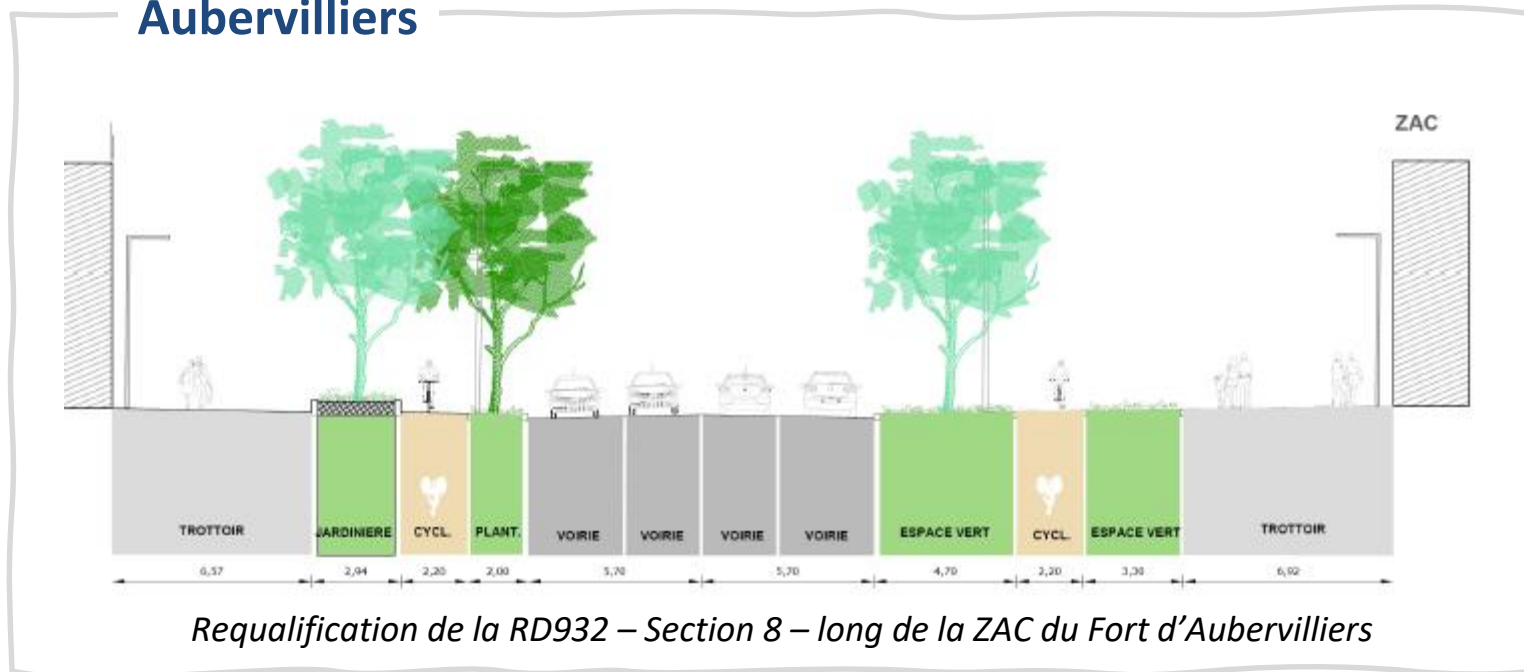 Aubervilliers
ZAC
TROTTOIR JARDINIERE CYCL. PLANT. VOIRIE VOIRIE VOIRIE VOIRIE ESPACE VERT CYCL. ESPACE VERT TROTTOIR
6,57 2,94 2,20 2,00 5,70 5,70 4,70 2,20 3,30 6,92
Requalification de la RD932 – Section 8 – long de la ZAC du Fort d’Aubervilliers